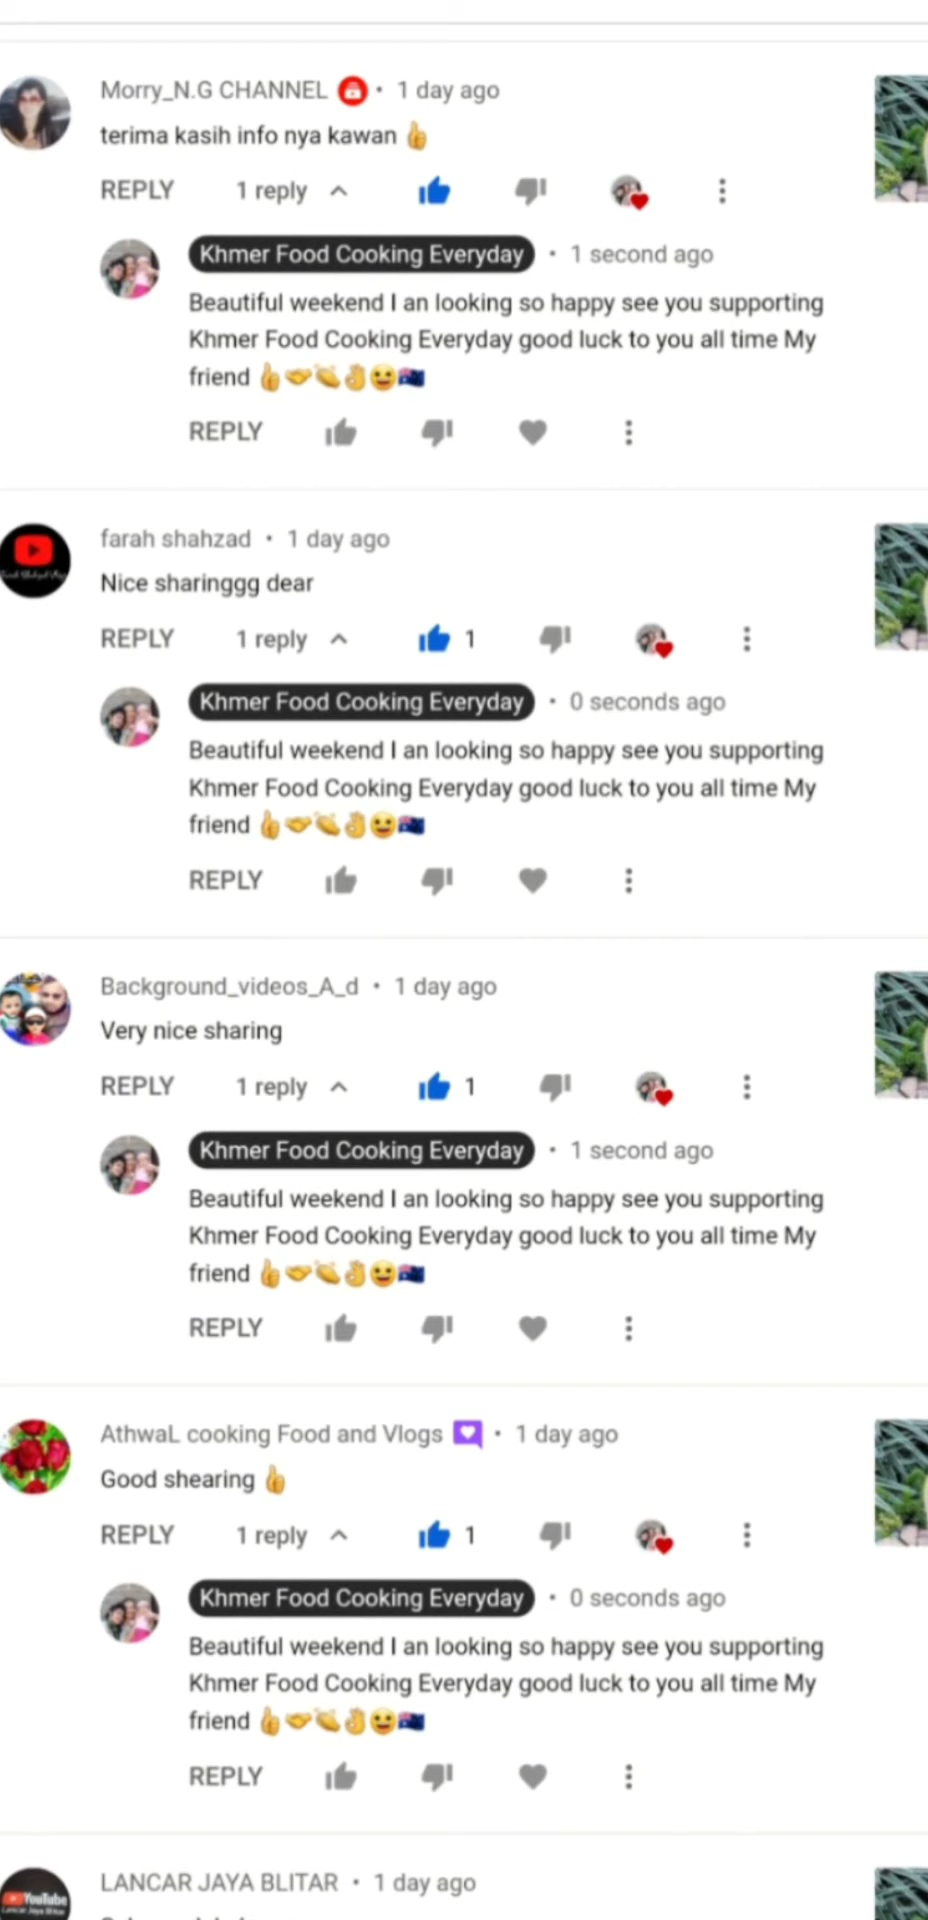 Morry_N.G CHANNEL • 1 day ago
terima kasih info nya kawan 👍
REPLY 1 reply
Khmer Food Cooking Everyday • 1 second ago
Beautiful weekend I an looking so happy see you supporting
Khmer Food Cooking Everyday good luck to you all time My
friend 👍🤝👏👌😀🇦🇺
REPLY
farah shahzad • 1 day ago
Nice sharinggg dear
REPLY 1 reply 1
Khmer Food Cooking Everyday • 0 seconds ago
Beautiful weekend I an looking so happy see you supporting
Khmer Food Cooking Everyday good luck to you all time My
friend 👍🤝👏👌😀🇦🇺
REPLY
Background_videos_A_d • 1 day ago
Very nice sharing
REPLY 1 reply 1
Khmer Food Cooking Everyday • 1 second ago
Beautiful weekend I an looking so happy see you supporting
Khmer Food Cooking Everyday good luck to you all time My
friend 👍🤝👏👌😀🇦🇺
REPLY
AthwaL cooking Food and Vlogs • 1 day ago
Good shearing 👍
REPLY 1 reply 1
Khmer Food Cooking Everyday • 0 seconds ago
Beautiful weekend I an looking so happy see you supporting
Khmer Food Cooking Everyday good luck to you all time My
friend 👍🤝👏👌😀🇦🇺
REPLY
YouTube
Lancar Jaya Blitar
LANCAR JAYA BLITAR • 1 day ago